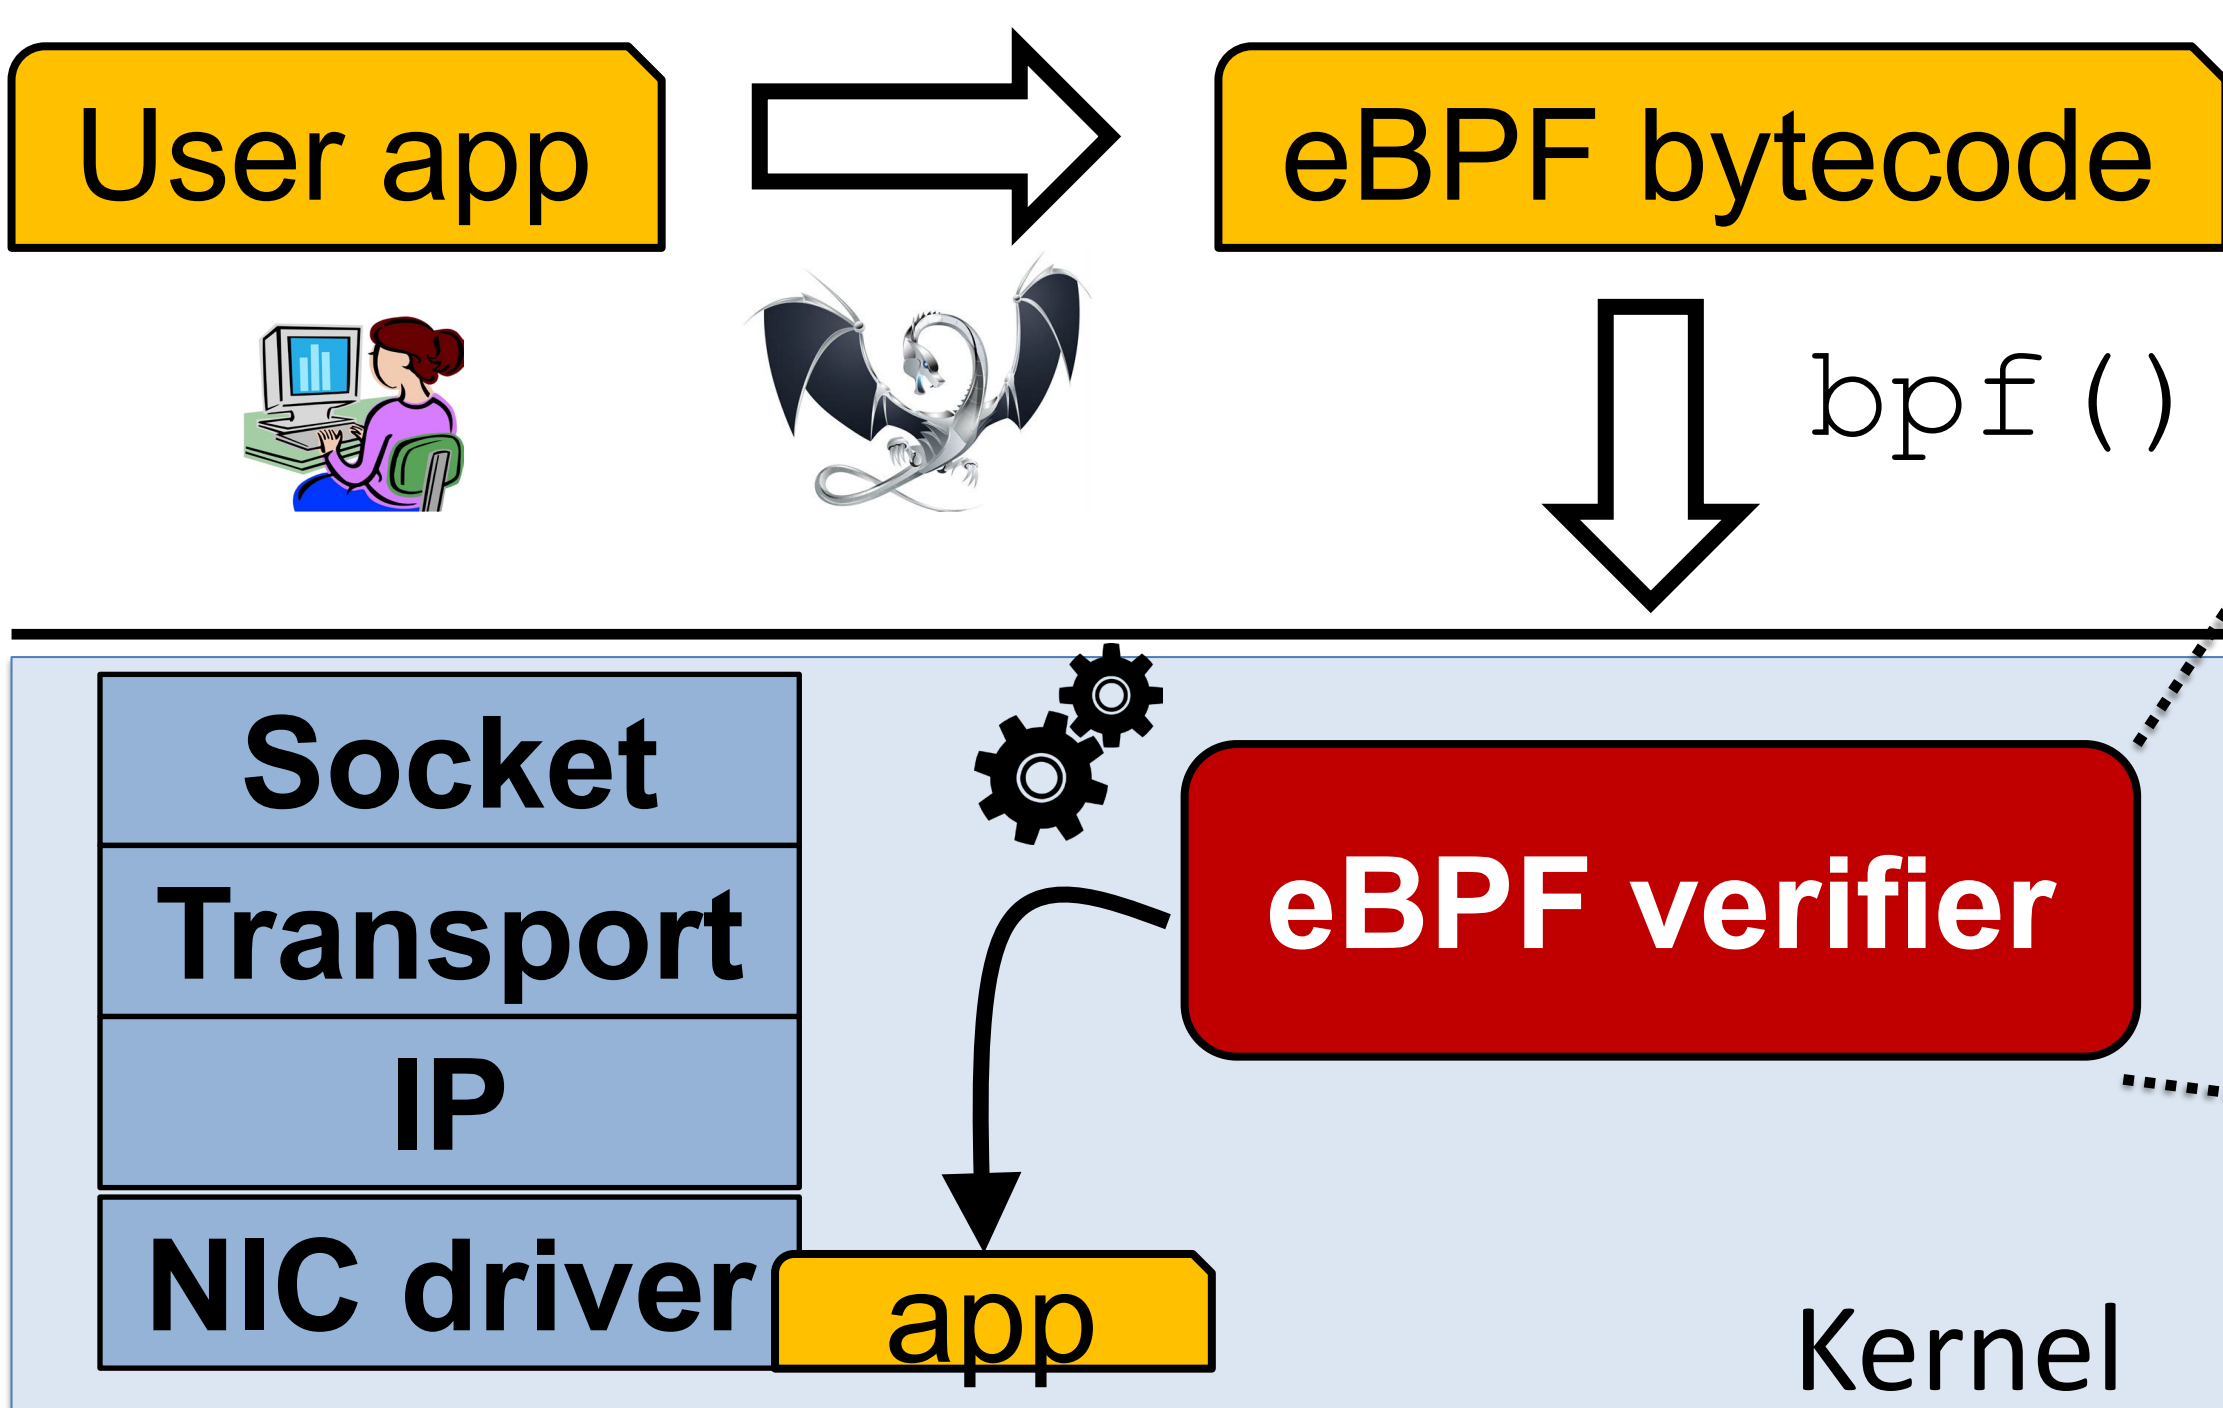 User app
eBPF bytecode
bpf()
Socket
Transport
IP
NIC driver
eBPF verifier
app
Kernel